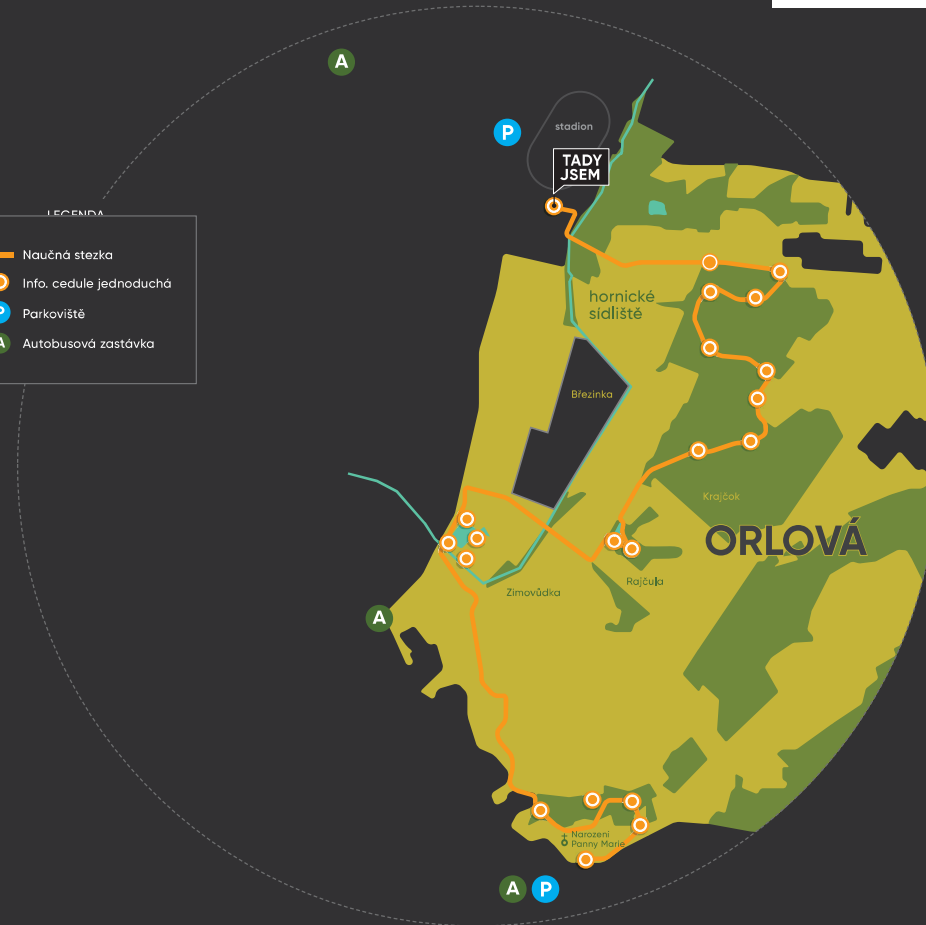 A
P
stadion
TADY
JSEM
LEGENDA
Naučná stezka
Info. cedule jednoduchá
P Parkoviště
A Autobusová zastávka
hornické
sídliště
Březinka
Krajčok
ORLOVÁ
Rajčula
Zimovůdka
A
Narození
Panny Marie
A P